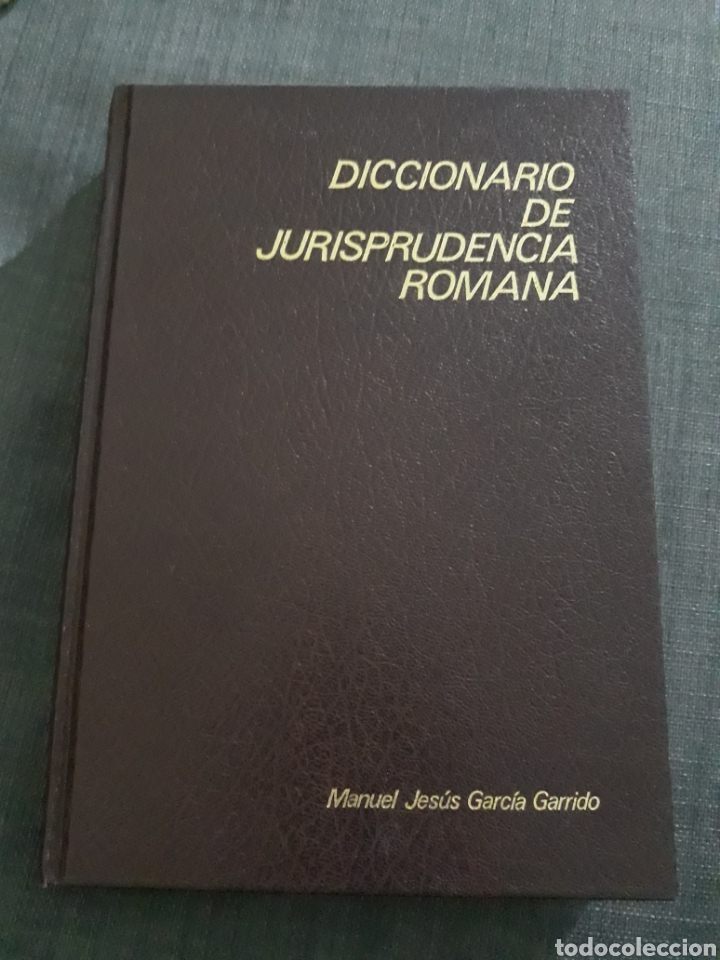 DICCIONARIO
DE
JURISPRUDENCIA
ROMANA
Manuel Jesús García Garrido
todocoleccion